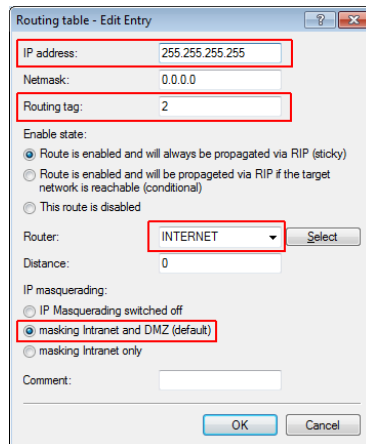 Routing table - Edit Entry
IP address: 255.255.255.255
Netmask: 0.0.0.0
Routing tag: 2
Enable state:
Route is enabled and will always be propagated via RIP (sticky)
Route is enabled and will be propageted via RIP if the target
network is reachable (conditional)
This route is disabled
Router: INTERNET Select
Distance: 0
IP masquerading:
IP Masquerading switched off
masking Intranet and DMZ (default)
masking Intranet only
Comment:
OK Cancel